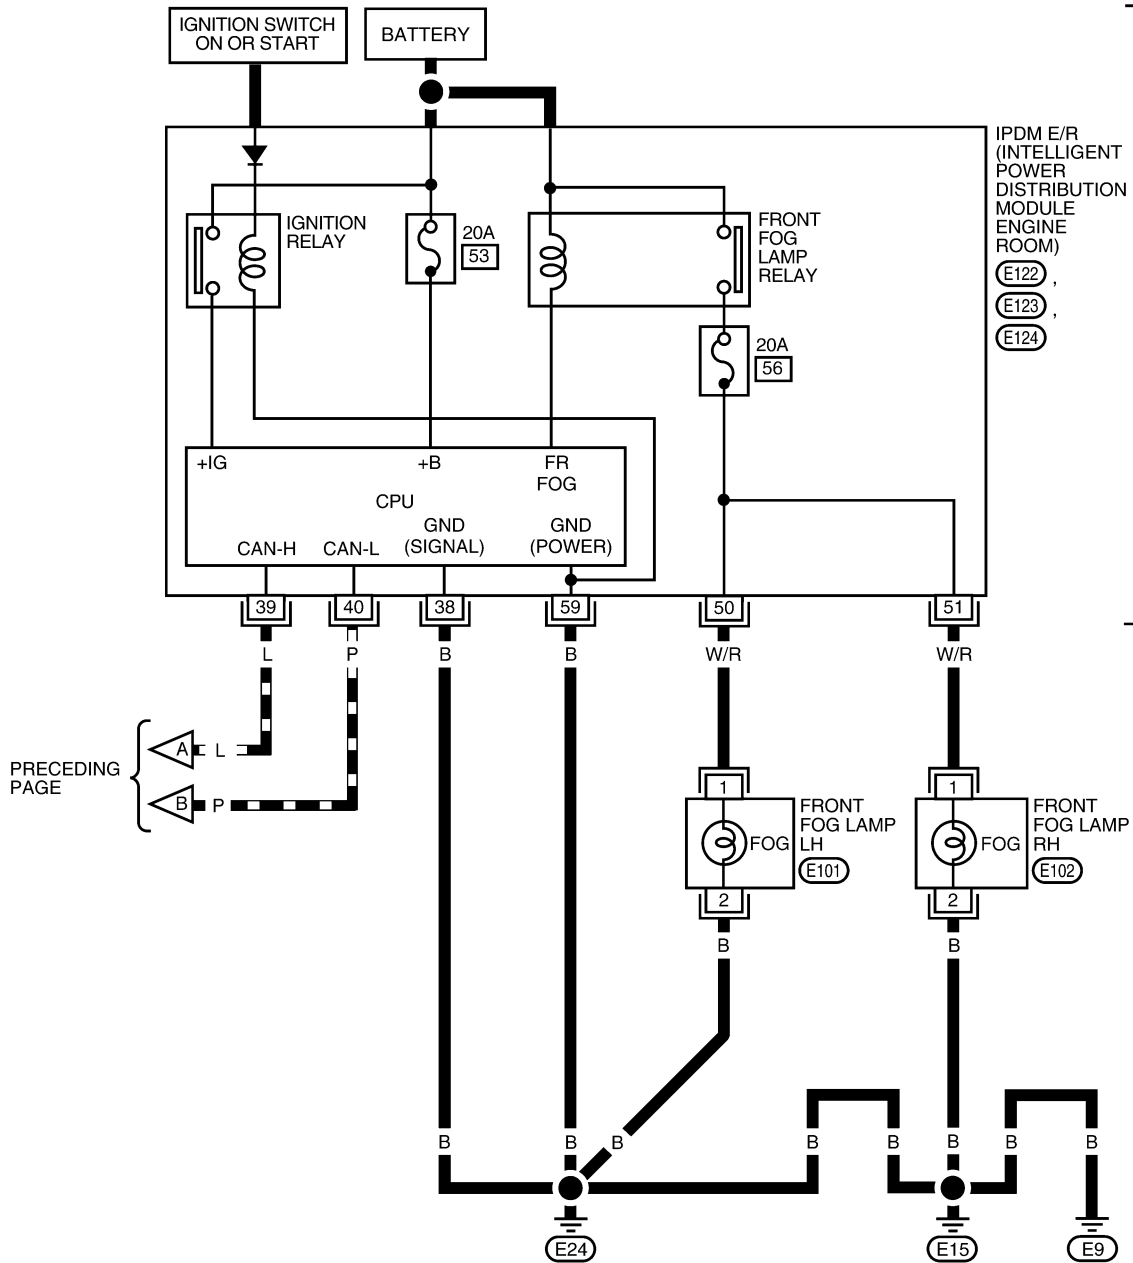 IGNITION SWITCH
ON OR START
BATTERY
IPDM E/R
(INTELLIGENT
POWER
DISTRIBUTION
MODULE
ENGINE
ROOM)
E122 ,
E123 ,
E124
IGNITION
RELAY
20A
53
FRONT
FOG
LAMP
RELAY
20A
56
+IG
+B
FR
FOG
CPU
CAN-H
CAN-L
GND
(SIGNAL)
GND
(POWER)
39
40
38
59
50
51
L
P
B
B
W/R
W/R
PRECEDING
PAGE
A
L
B
P
1
FOG
2
FRONT
FOG LAMP
LH
E101
1
FOG
2
FRONT
FOG LAMP
RH
E102
B
B
B
B
B
B
B
B
B
B
E24
E15
E9